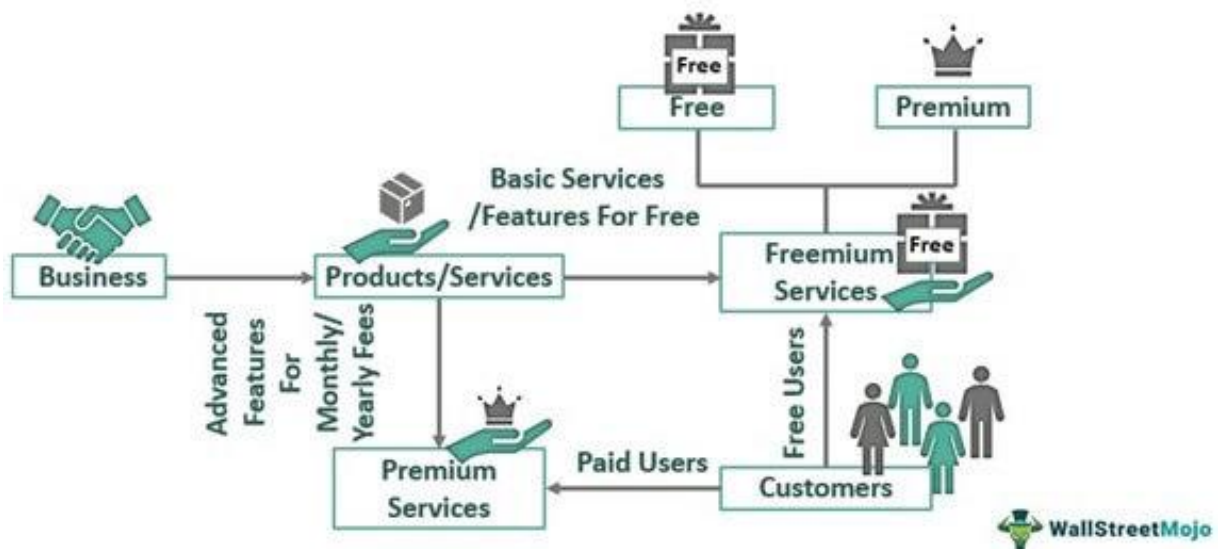 Free
Free
Premium
Basic Services
/Features For Free
Business
Products/Services
Freemium
Services
Free
Advanced
Features
For
Monthly/
Yearly Fees
Free Users
Premium
Services
Paid Users
Customers
WallStreetMojo